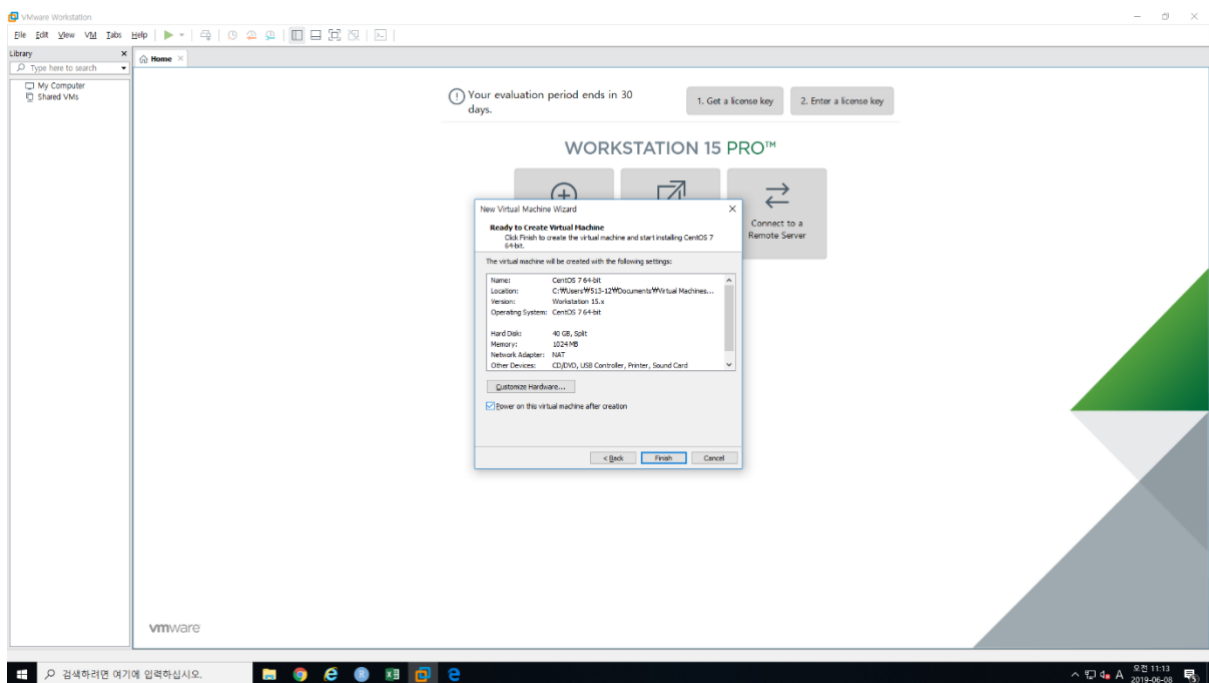 VMware Workstation
File Edit View VM Tabs Help
Library
Type here to search
My Computer
Shared VMs
Home
Your evaluation period ends in 30
days.
1. Get a license key
2. Enter a license key
WORKSTATION 15 PRO™
Connect to a
Remote Server
New Virtual Machine Wizard
Ready to Create Virtual Machine
Click Finish to create the virtual machine and start installing CentOS 7
64-bit.
The virtual machine will be created with the following settings:
Name: CentOS 7 64-bit
Location: C:₩Users₩513-12₩Documents₩Virtual Machines...
Version: Workstation 15.x
Operating System: CentOS 7 64-bit
Hard Disk: 40 GB, Split
Memory: 1024 MB
Network Adapter: NAT
Other Devices: CD/DVD, USB Controller, Printer, Sound Card
Customize Hardware...
Power on this virtual machine after creation
< Back Finish Cancel
vmware
검색하려면 여기에 입력하십시오.
A
오전 11:13
2019-06-08